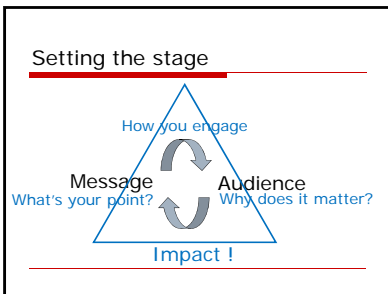 Setting the stage
How you engage
Message
What's your point?
Audience
Why does it matter?
Impact !